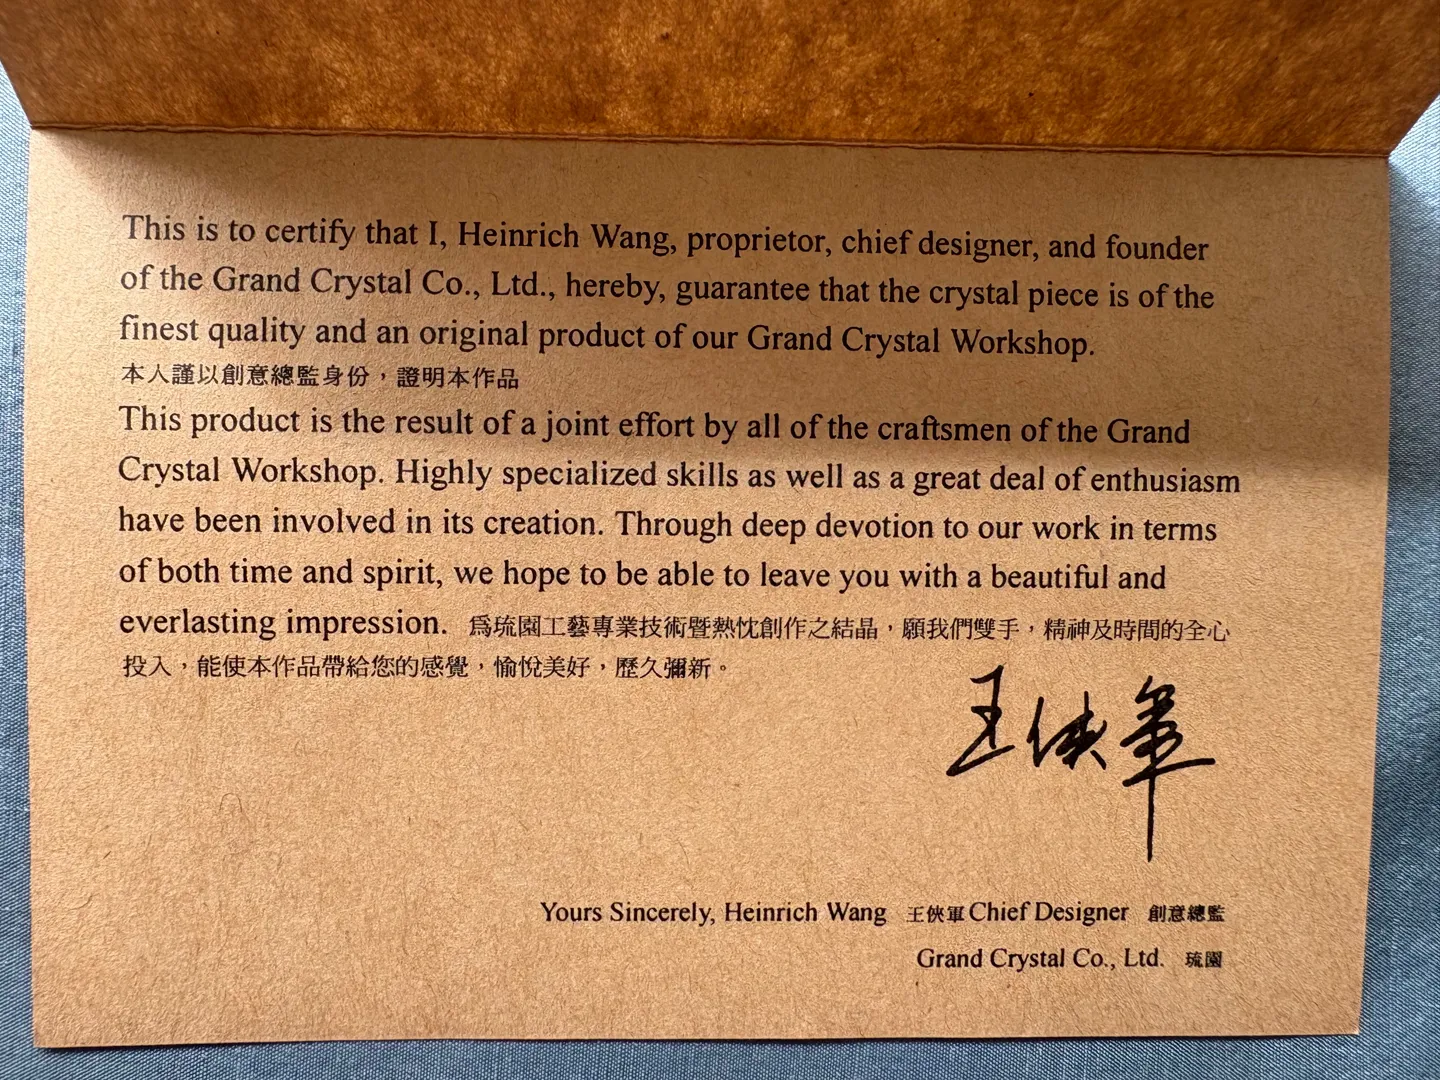 This is to certify that I, Heinrich Wang, proprietor, chief designer, and founder
of the Grand Crystal Co., Ltd., hereby, guarantee that the crystal piece is of the
finest quality and an original product of our Grand Crystal Workshop.
本人謹以創意總監身份，證明本作品
This product is the result of a joint effort by all of the craftsmen of the Grand
Crystal Workshop. Highly specialized skills as well as a great deal of enthusiasm
have been involved in its creation. Through deep devotion to our work in terms
of both time and spirit, we hope to be able to leave you with a beautiful and
everlasting impression. 爲琉園工藝專業技術暨熱忱創作之結晶，願我們雙手，精神及時間的全心
投入，能使本作品帶給您的感覺，愉悅美好，歷久彌新。
王俠軍
Yours Sincerely, Heinrich Wang 王俠軍 Chief Designer 創意總監
Grand Crystal Co., Ltd. 琉園